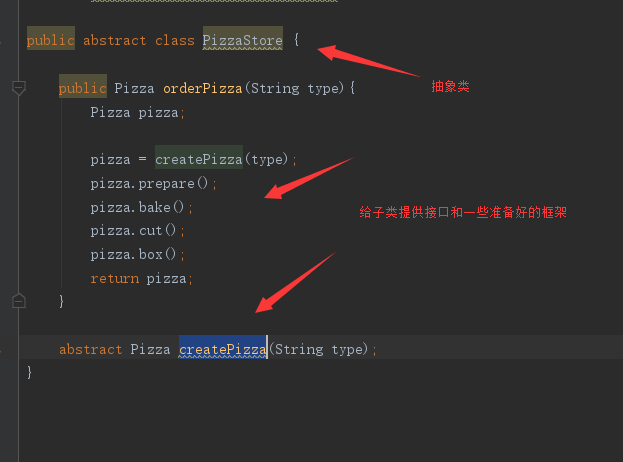 public abstract class PizzaStore {
抽象类
public Pizza orderPizza(String type){
Pizza pizza;
pizza = createPizza(type);
pizza.prepare();
pizza.bake();
给子类提供接口和一些准备好的框架
pizza.cut();
pizza.box();
return pizza;
}
abstract Pizza createPizza(String type);
}